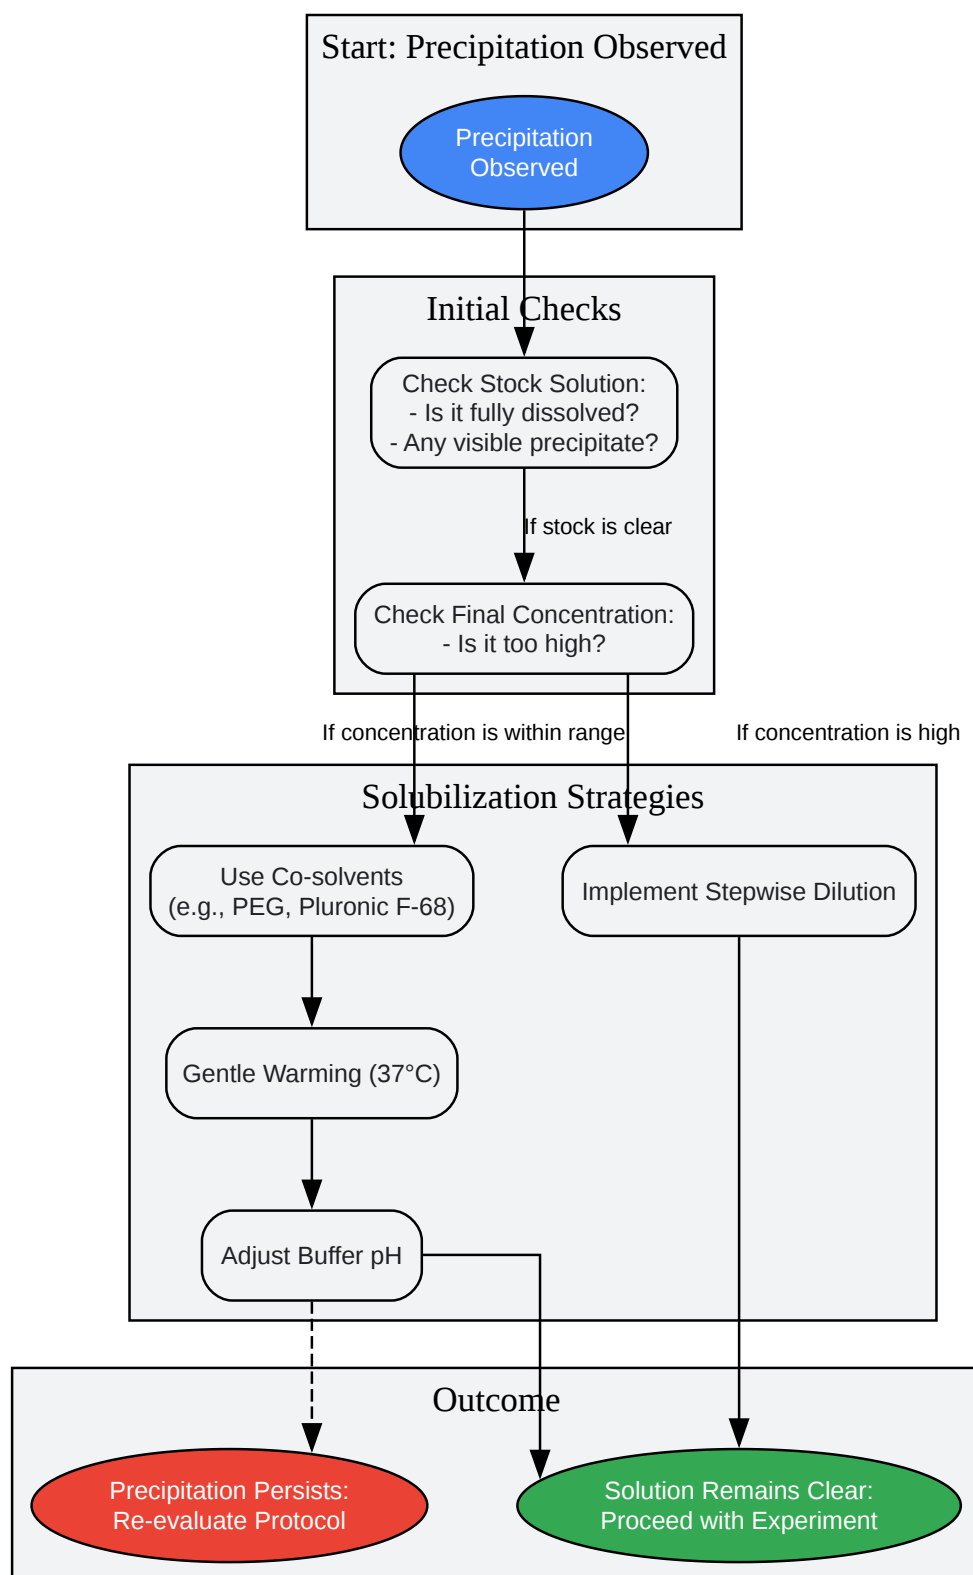 Start: Precipitation Observed
Precipitation
Observed
Initial Checks
Check Stock Solution:
- Is it fully dissolved?
- Any visible precipitate?
If stock is clear
Check Final Concentration:
- Is it too high?
If concentration is within range
If concentration is high
Solubilization Strategies
Use Co-solvents
(e.g., PEG, Pluronic F-68)
Implement Stepwise Dilution
Gentle Warming (37°C)
Adjust Buffer pH
Outcome
Precipitation Persists:
Re-evaluate Protocol
Solution Remains Clear:
Proceed with Experiment